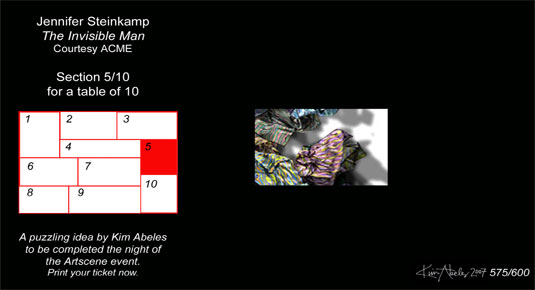 Jennifer Steinkamp
The Invisible Man
Courtesy ACME
Section 5/10
for a table of 10
1
2
3
4
5
6
7
8
9
10
A puzzling idea by Kim Abeles
to be completed the night of
the Artscene event.
Print your ticket now.
Kim Abeles 2007 575/600